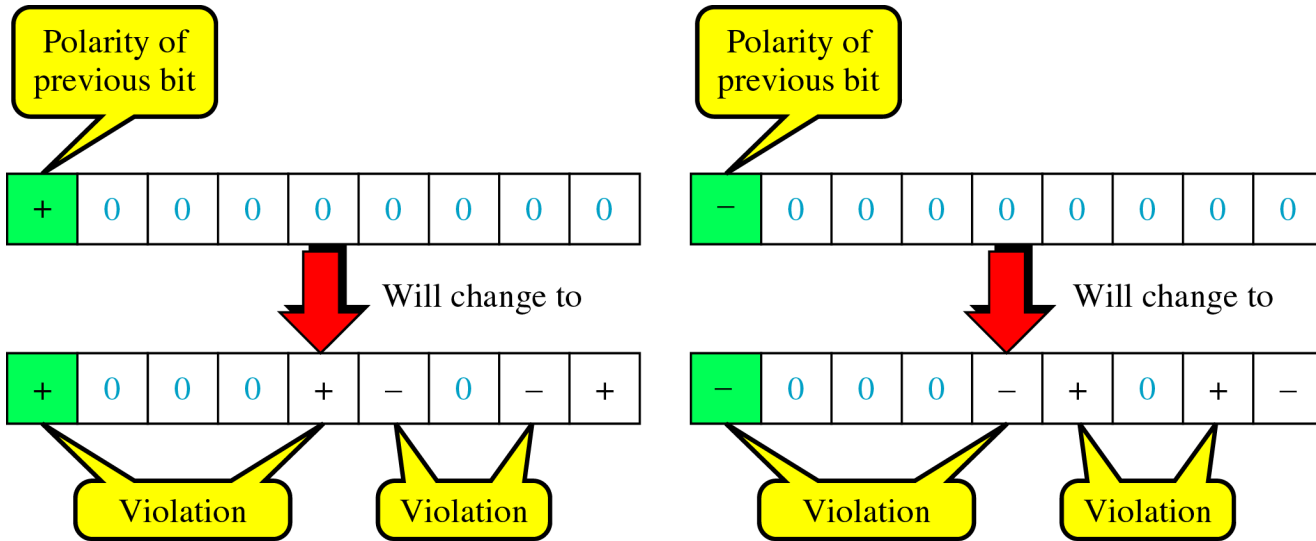 Polarity of
previous bit
+ 0 0 0 0 0 0 0 0
Will change to
+ 0 0 0 + – 0 – +
Violation
Violation
Polarity of
previous bit
– 0 0 0 0 0 0 0 0
Will change to
– 0 0 0 – + 0 + –
Violation
Violation